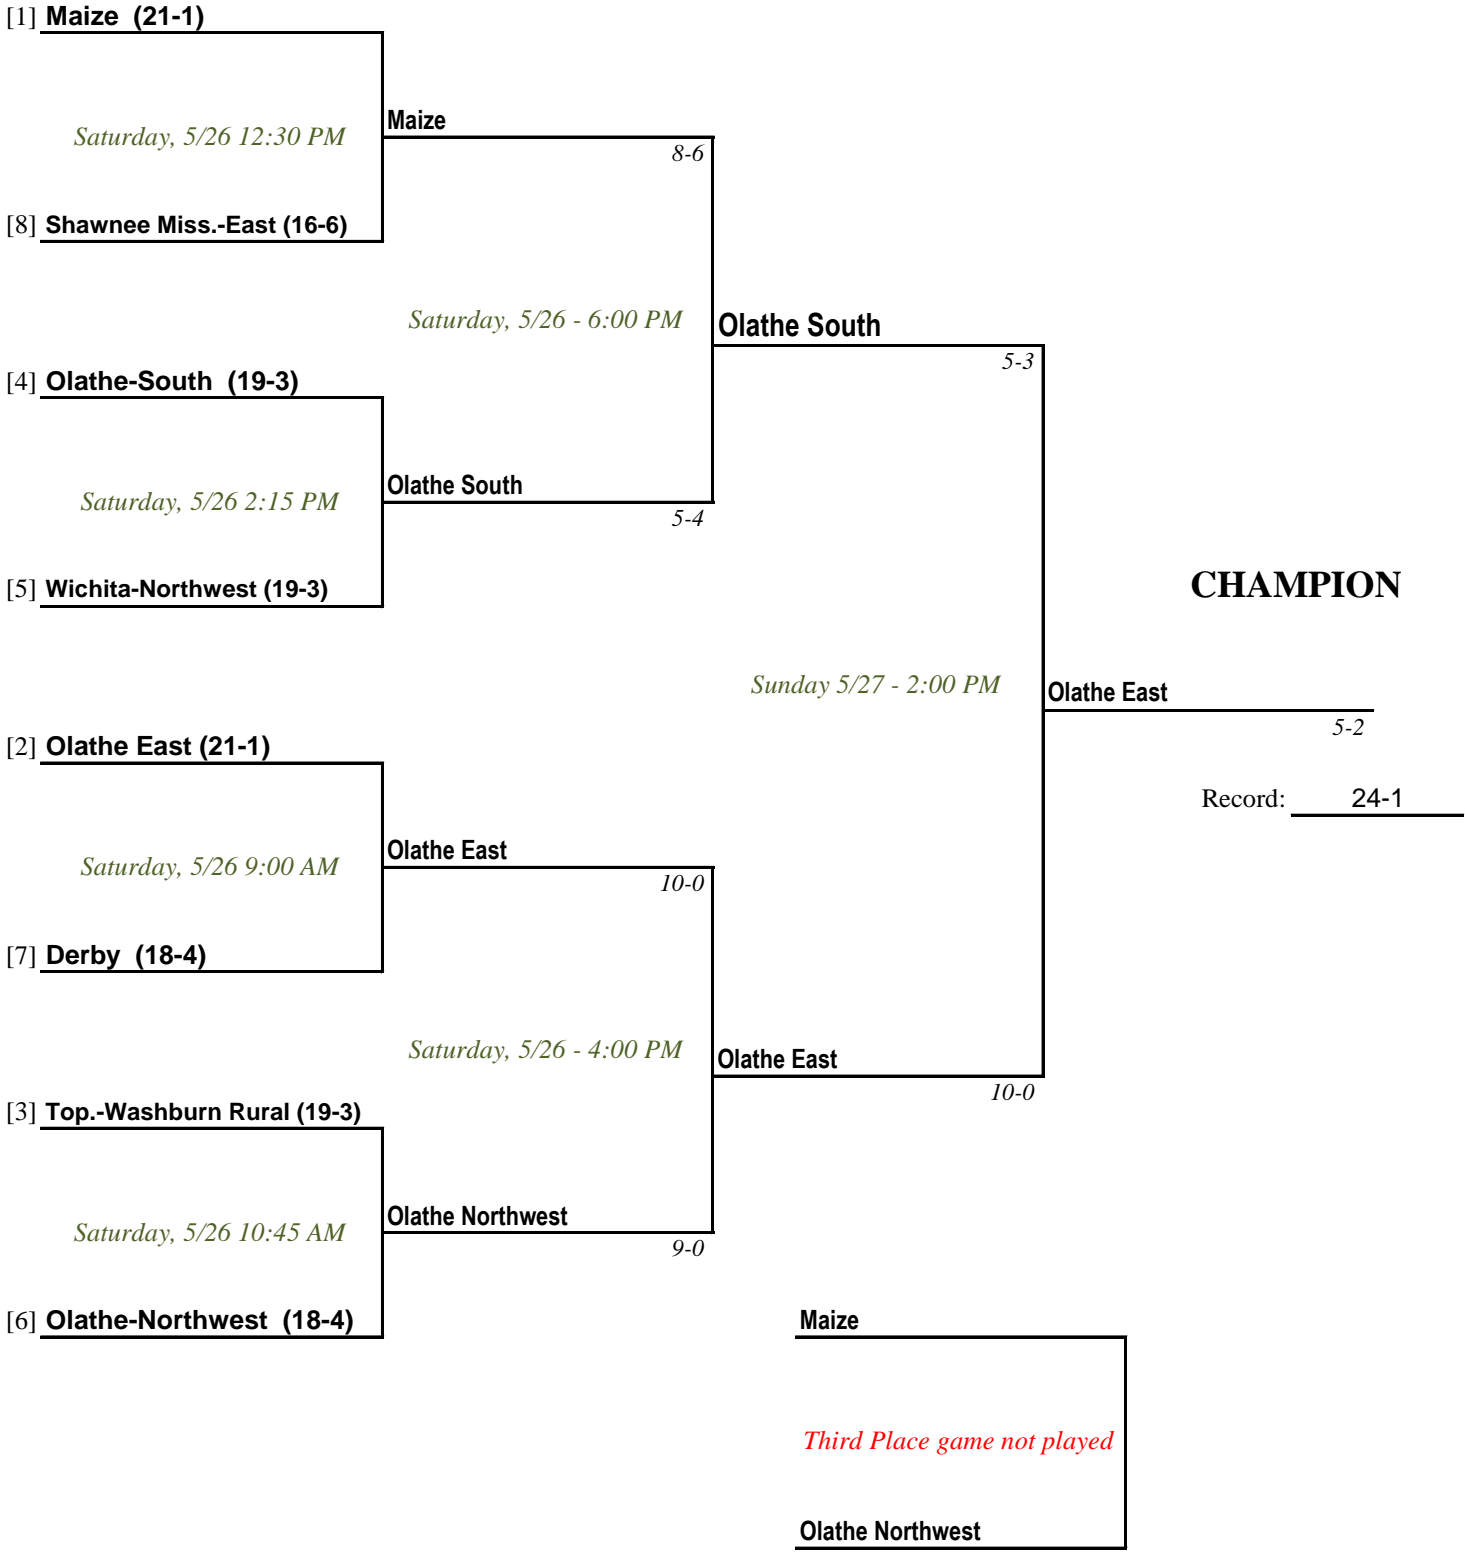 [1] Maize (21-1)
Maize
Saturday, 5/26 12:30 PM
8-6
[8] Shawnee Miss.-East (16-6)
Saturday, 5/26 - 6:00 PM
Olathe South
5-3
[4] Olathe-South (19-3)
Olathe South
Saturday, 5/26 2:15 PM
5-4
[5] Wichita-Northwest (19-3)
CHAMPION
Sunday 5/27 - 2:00 PM
Olathe East
5-2
[2] Olathe East (21-1)
Record: 24-1
Olathe East
Saturday, 5/26 9:00 AM
10-0
[7] Derby (18-4)
Saturday, 5/26 - 4:00 PM
Olathe East
10-0
[3] Top.-Washburn Rural (19-3)
Olathe Northwest
Saturday, 5/26 10:45 AM
9-0
[6] Olathe-Northwest (18-4)
Maize
Third Place game not played
Olathe Northwest